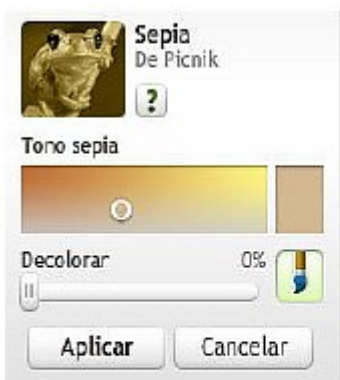 Sepia
De Picnik
?
Tono sepia
Decolorar 0%
Aplicar Cancelar